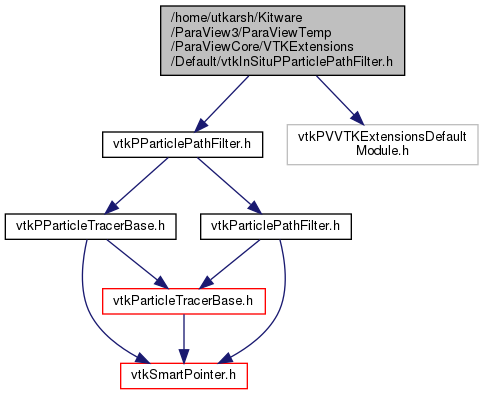 /home/utkarsh/Kitware
/ParaView3/ParaViewTemp
/ParaViewCore/VTKExtensions
/Default/vtkInSituPParticlePathFilter.h
vtkPParticlePathFilter.h
vtkPVVTKExtensionsDefault
Module.h
vtkPParticleTracerBase.h
vtkParticlePathFilter.h
vtkParticleTracerBase.h
vtkSmartPointer.h